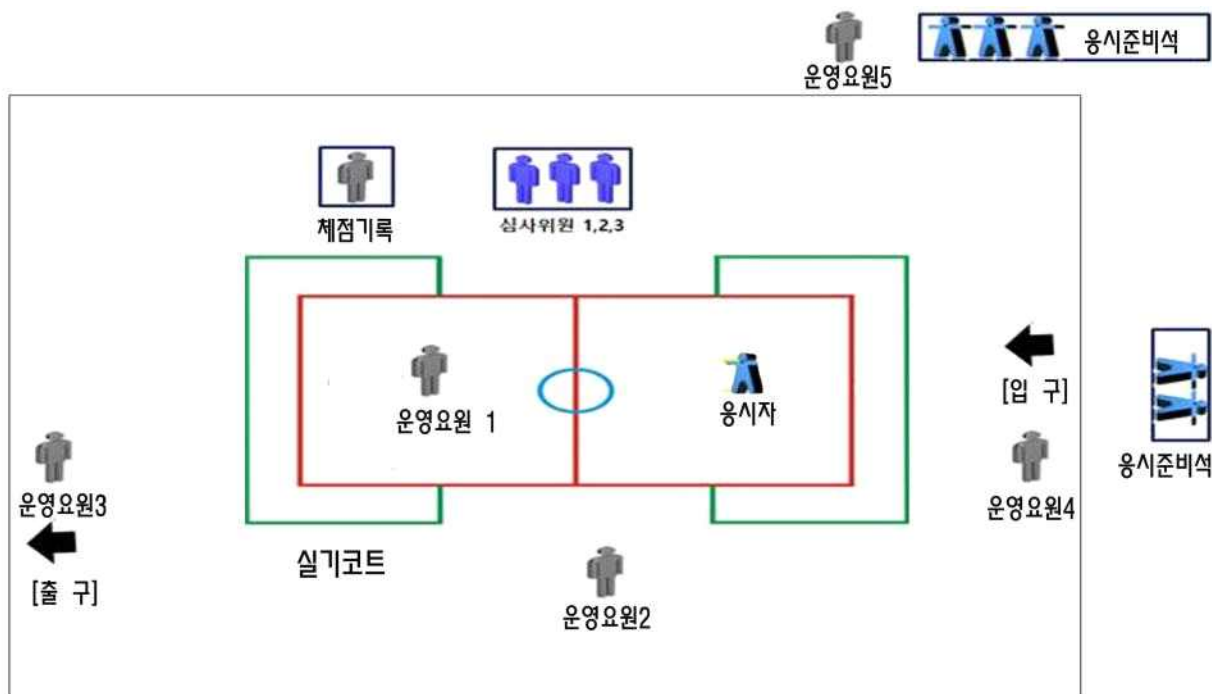 응시준비석
운영요원5
체점기록
심사위원 1,2,3
[입 구]
운영요원 1
응시자
응시준비석
운영요원3
운영요원4
실기코트
[출 구]
운영요원2